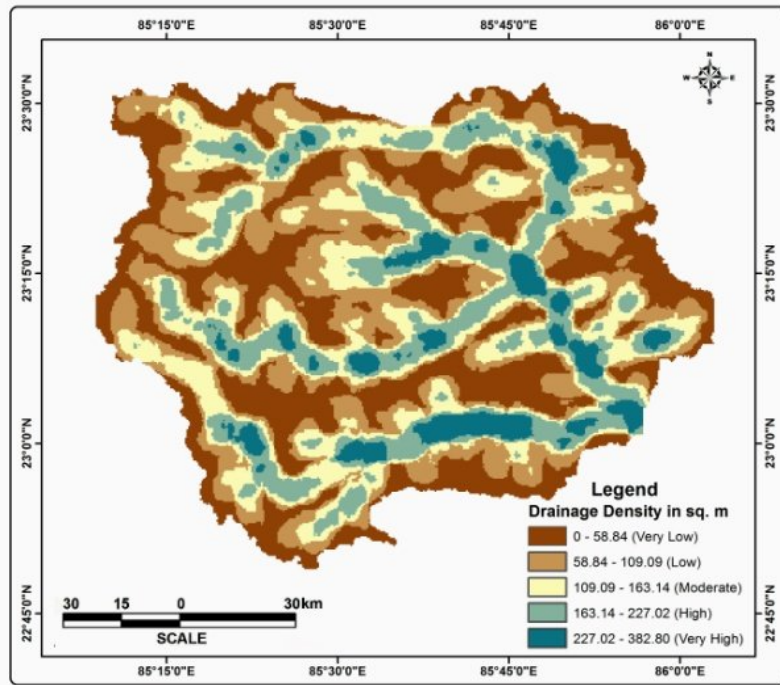 85°15'0"E 85°30'0"E 85°45'0"E 86°0'0"E
N
W E
S
23°30'0"N 23°30'0"N
23°15'0"N 23°15'0"N
23°0'0"N 23°0'0"N
22°45'0"N 22°45'0"N
Legend
Drainage Density in sq. m
0 - 58.84 (Very Low)
58.84 - 109.09 (Low)
109.09 - 163.14 (Moderate)
163.14 - 227.02 (High)
227.02 - 382.80 (Very High)
30 15 0 30 km
SCALE
85°15'0"E 85°30'0"E 85°45'0"E 86°0'0"E